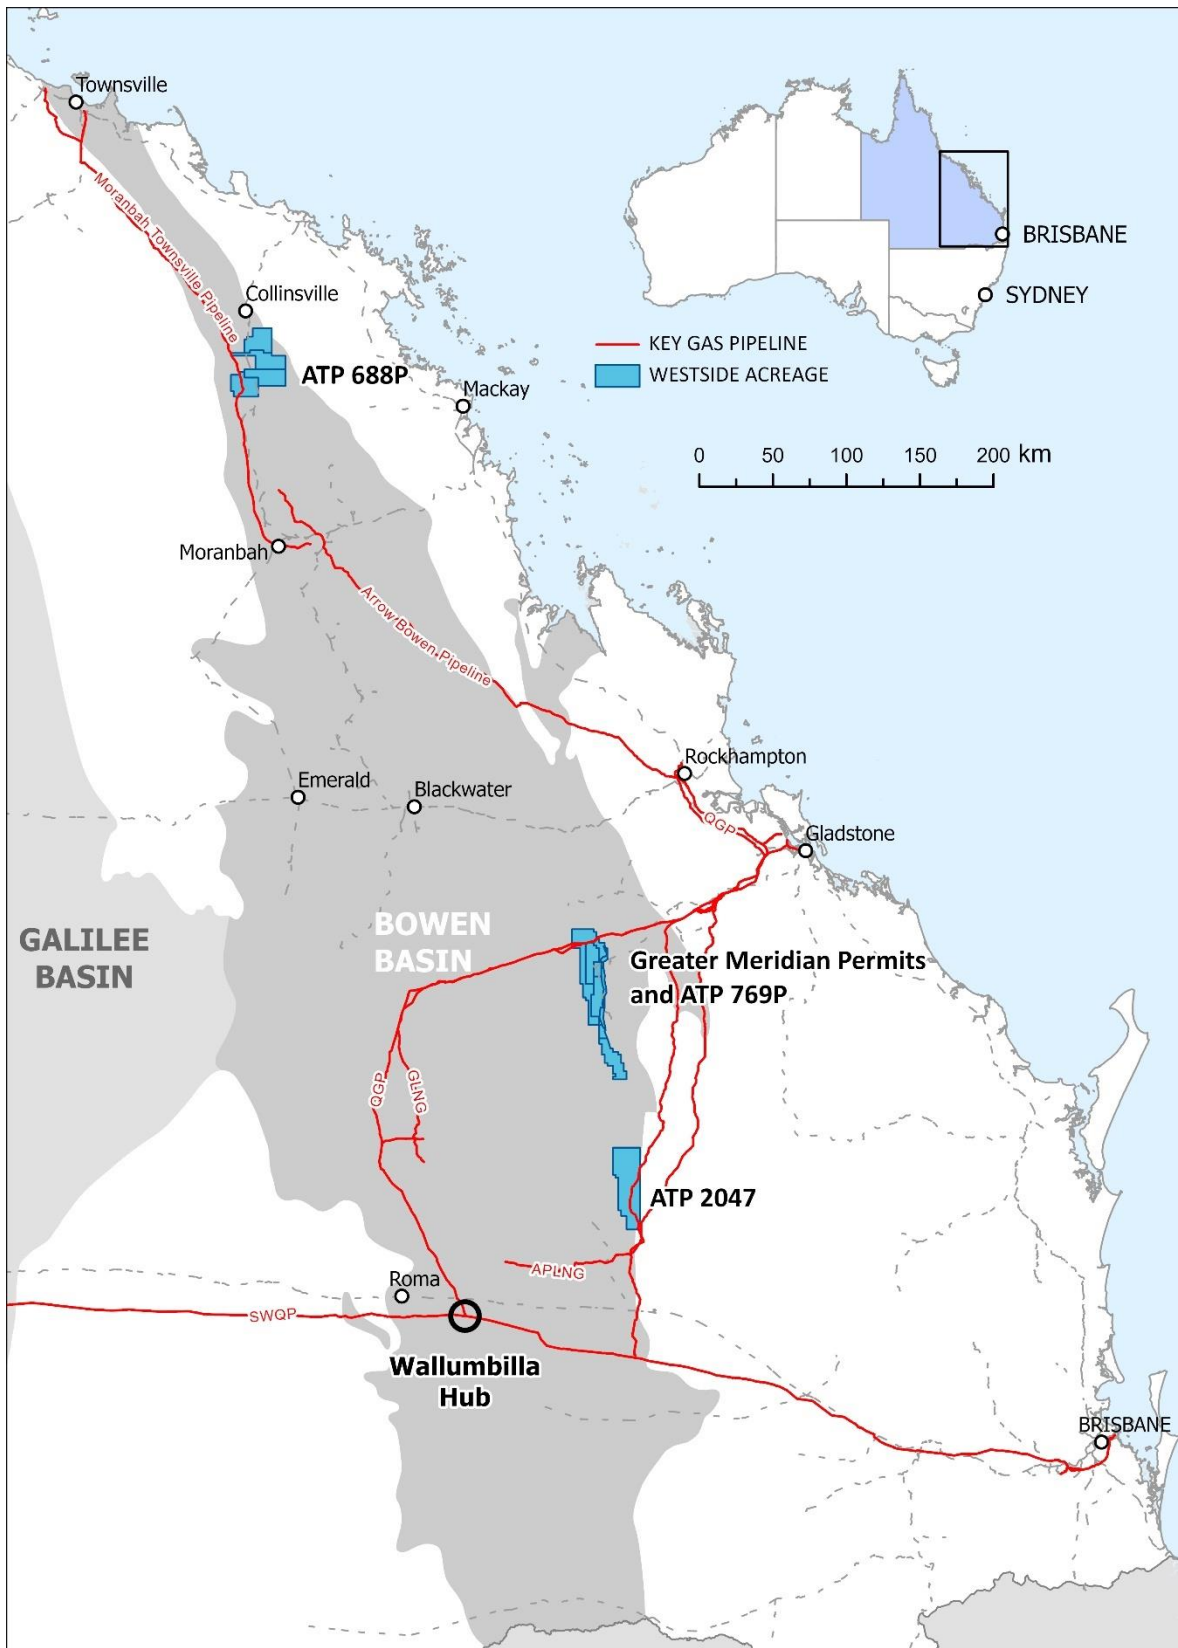 Townsville
Moranbah Townsville Pipeline
Collinsville
ATP 688P
Mackay
BRISBANE
SYDNEY
KEY GAS PIPELINE
WESTSIDE ACREAGE
0 50 100 150 200 km
Moranbah
Arrow Bowen Pipeline
Rockhampton
Emerald
Blackwater
QGP
Gladstone
GALILEE
BASIN
BOWEN
BASIN
Greater Meridian Permits
and ATP 769P
QGP
GLNG
ATP 2047
APLNG
Roma
SWQP
Wallumbilla
Hub
BRISBANE